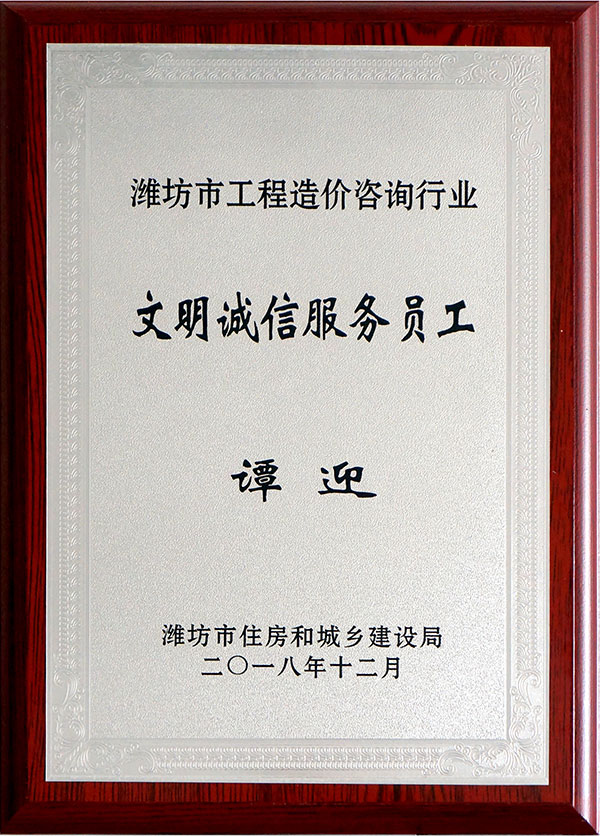 潍坊市工程造价咨询行业
文明诚信服务员工
谭 迎
潍坊市住房和城乡建设局
二〇一八年十二月